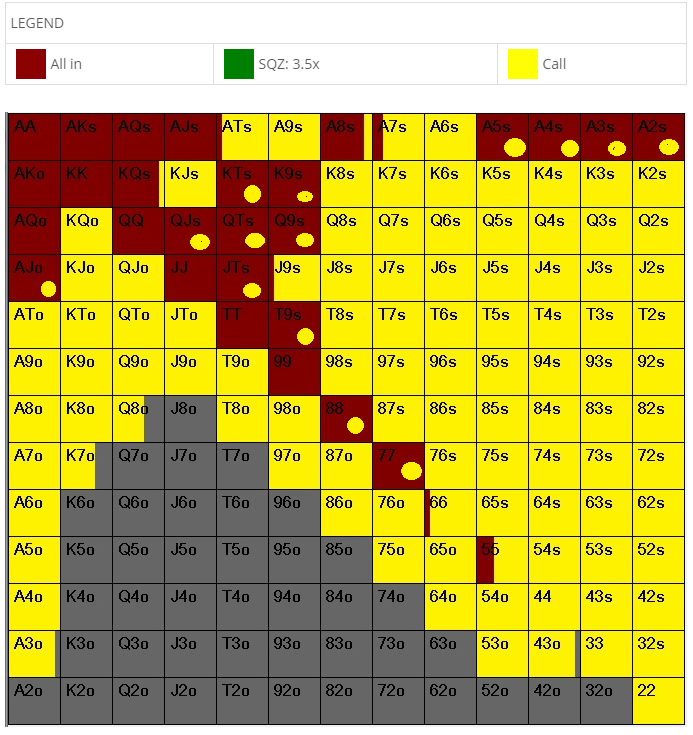 LEGEND
All in SQZ: 3.5x Call
AA AKs AQs AJs ATs A9s A8s A7s A6s A5s A4s A3s A2s
AKo KK KQs KJs KTs K9s K8s K7s K6s K5s K4s K3s K2s
AQo KQo QQ QJs QTs Q9s Q8s Q7s Q6s Q5s Q4s Q3s Q2s
AJo KJo QJo JJ JTs J9s J8s J7s J6s J5s J4s J3s J2s
ATo KTo QTo JTo TT T9s T8s T7s T6s T5s T4s T3s T2s
A9o K9o Q9o J9o T9o 99 98s 97s 96s 95s 94s 93s 92s
A8o K8o Q8o J8o T8o 98o 88 87s 86s 85s 84s 83s 82s
A7o K7o Q7o J7o T7o 97o 87o 77 76s 75s 74s 73s 72s
A6o K6o Q6o J6o T6o 96o 86o 76o 66 65s 64s 63s 62s
A5o K5o Q5o J5o T5o 95o 85o 75o 65o 55 54s 53s 52s
A4o K4o Q4o J4o T4o 94o 84o 74o 64o 54o 44 43s 42s
A3o K3o Q3o J3o T3o 93o 83o 73o 63o 53o 43o 33 32s
A2o K2o Q2o J2o T2o 92o 82o 72o 62o 52o 42o 32o 22